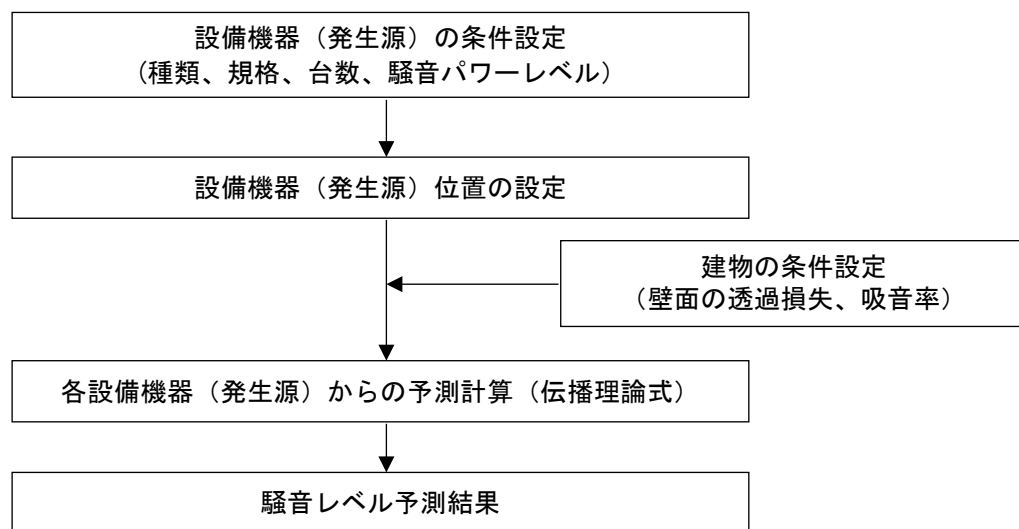 設備機器（発生源）の条件設定
（種類、規格、台数、騒音パワーレベル）
設備機器（発生源）位置の設定
建物の条件設定
（壁面の透過損失、吸音率）
各設備機器（発生源）からの予測計算（伝播理論式）
騒音レベル予測結果